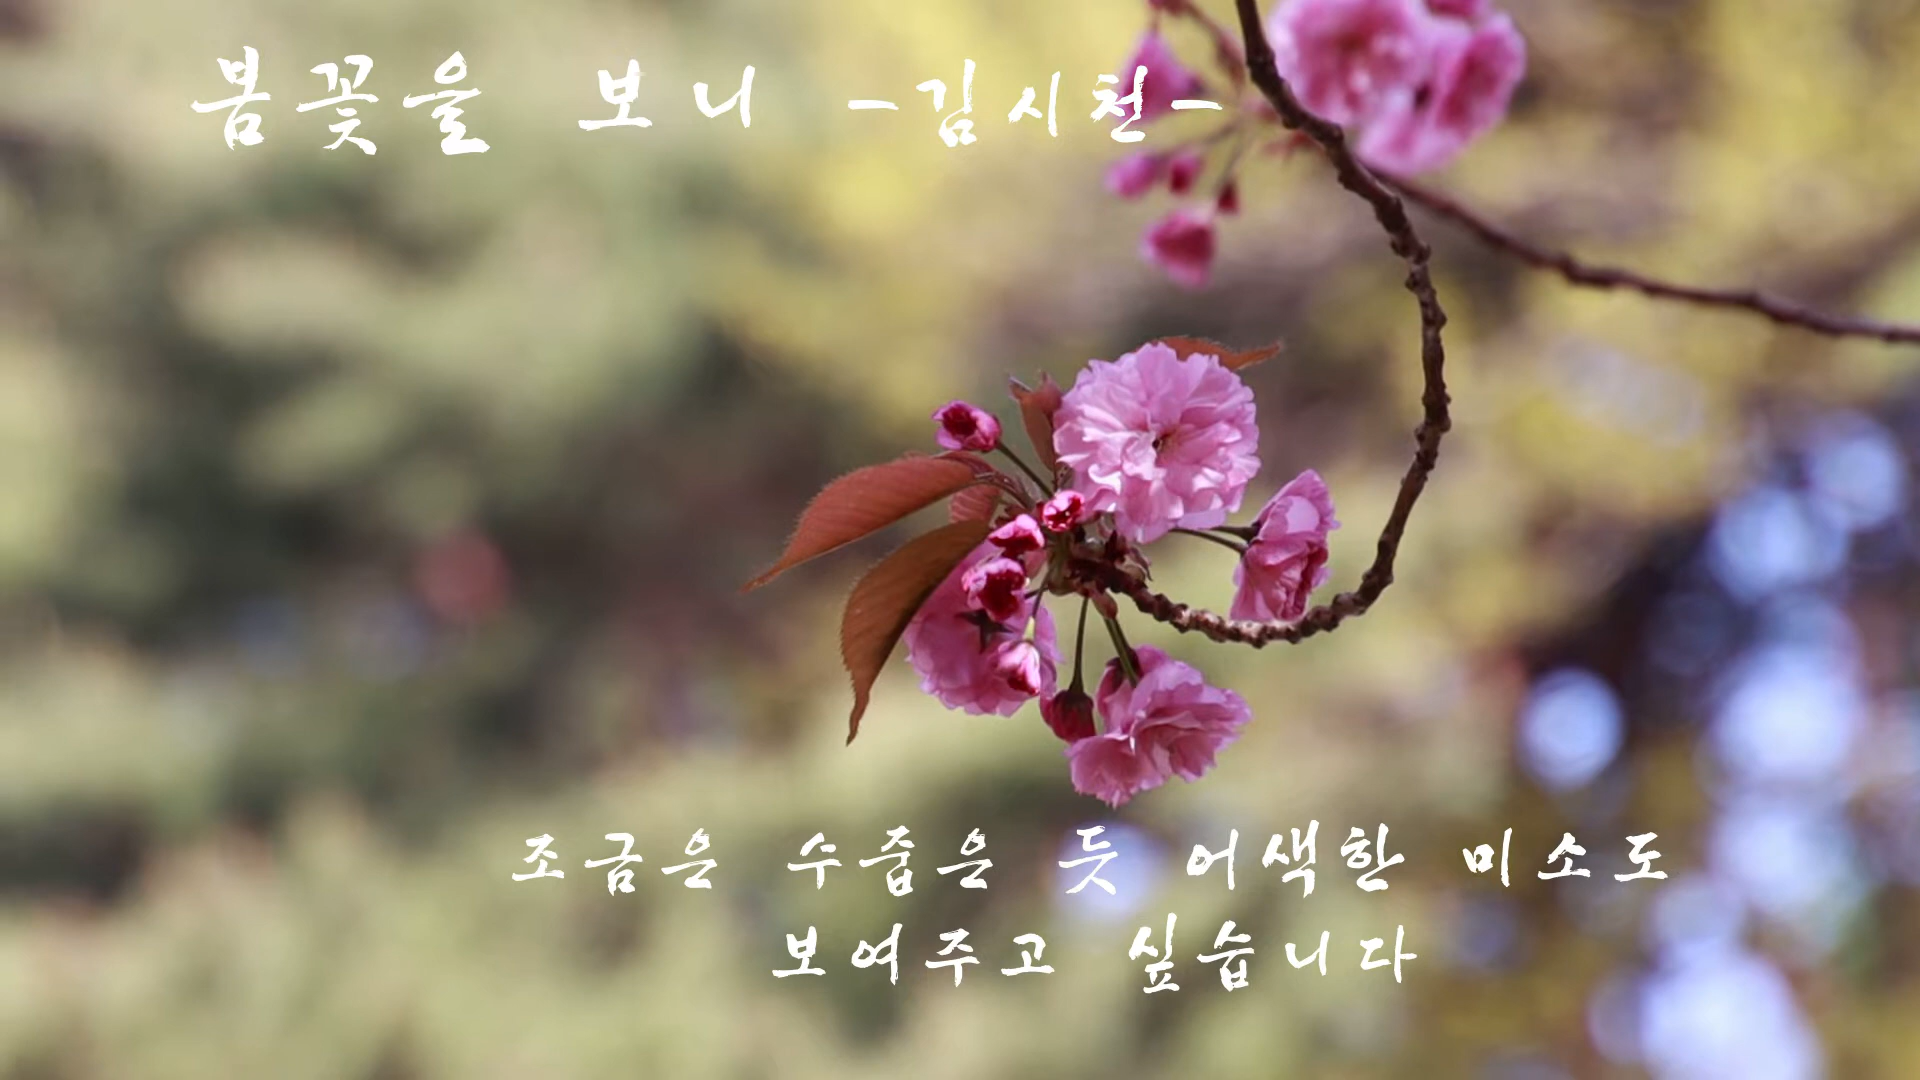 봄꽃을 보니 -김시천-
조금은 수줍은 듯 어색한 미소도
보여주고 싶습니다